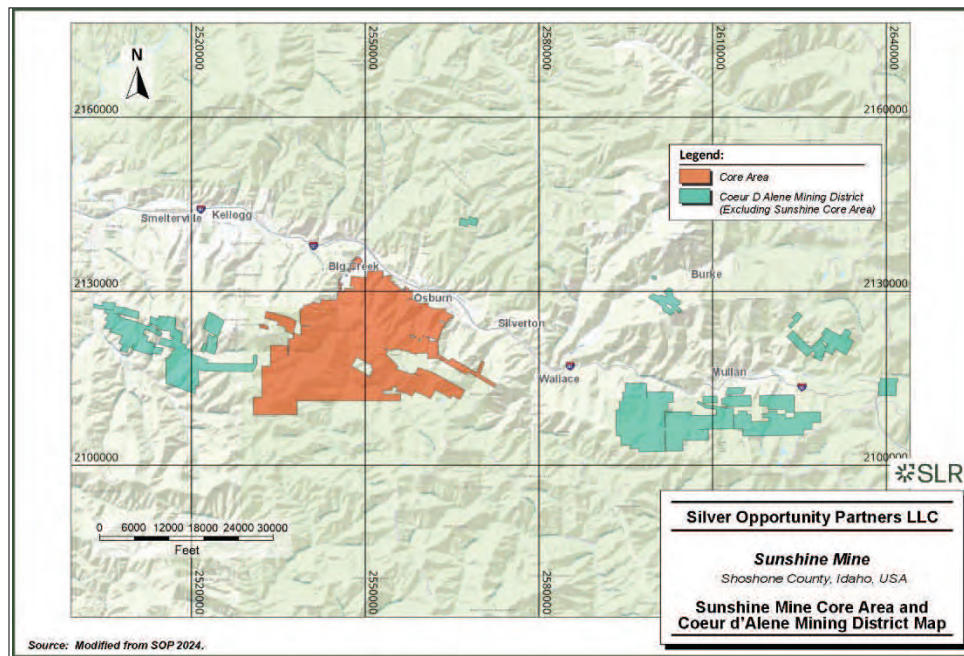 2520000
2550000
2580000
2610000
2640000
N
2160000
2160000
Legend:
Core Area
Coeur D Alene Mining District
(Excluding Sunshine Core Area)
Smelterville
Kellogg
Big Creek
Burke
2130000
2130000
Osburn
Silverton
Wallace
Mullan
2100000
2100000
SLR
0 6000 12000 18000 24000 30000
Feet
2520000
2550000
2580000
Silver Opportunity Partners LLC
Sunshine Mine
Shoshone County, Idaho, USA
Sunshine Mine Core Area and
Coeur d'Alene Mining District Map
Source: Modified from SOP 2024.